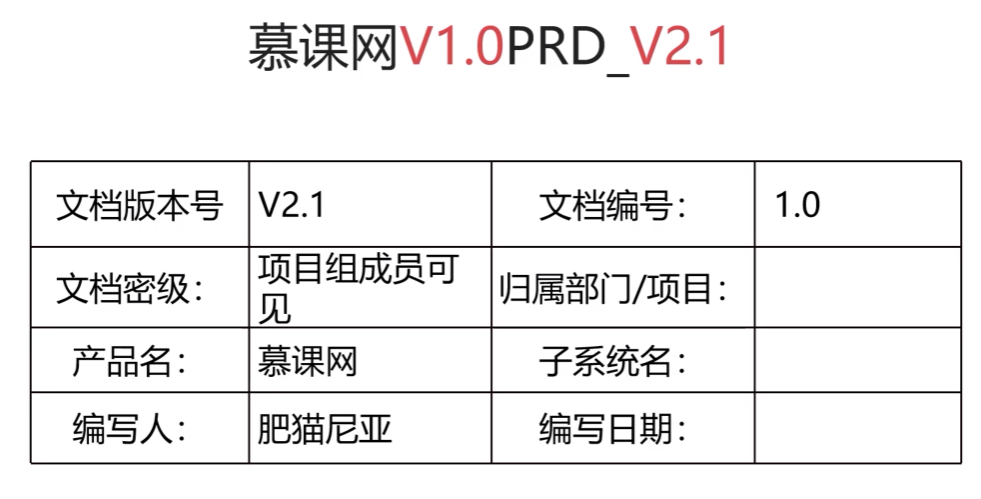 慕课网V1.0PRD_V2.1
文档版本号 V2.1 文档编号： 1.0
文档密级： 项目组成员可见 归属部门/项目：
产品名： 慕课网 子系统名：
编写人： 肥猫尼亚 编写日期：